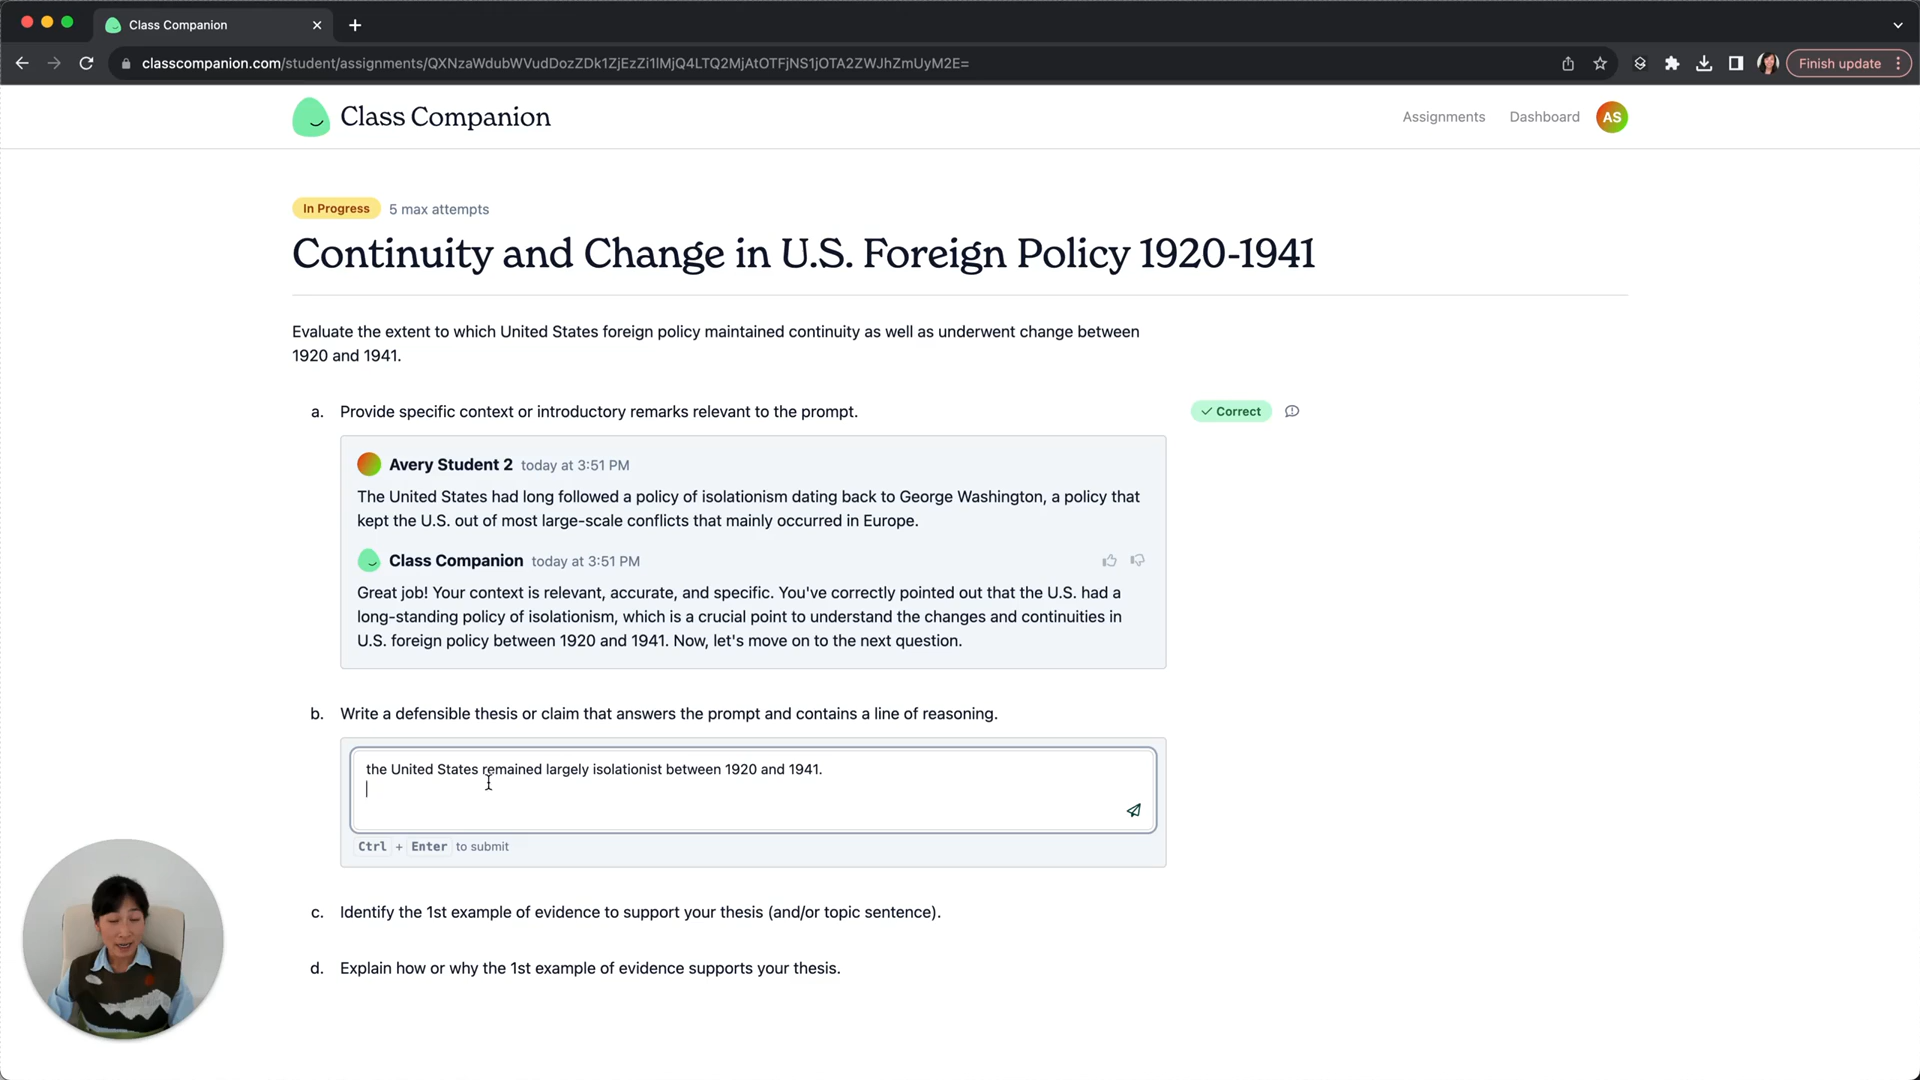 Class Companion
classcompanion.com/student/assignments/QXNzaWdubWVudDozZDk1ZjEzZi1lMjQ4LTQ2MjAtOTFjNS1jOTA2ZWJhZmUyM2E=
Finish update
Class Companion
Assignments Dashboard AS
In Progress 5 max attempts
Continuity and Change in U.S. Foreign Policy 1920-1941
Evaluate the extent to which United States foreign policy maintained continuity as well as underwent change between
1920 and 1941.
a. Provide specific context or introductory remarks relevant to the prompt.
Correct
Avery Student 2 today at 3:51 PM
The United States had long followed a policy of isolationism dating back to George Washington, a policy that
kept the U.S. out of most large-scale conflicts that mainly occurred in Europe.
Class Companion today at 3:51 PM
Great job! Your context is relevant, accurate, and specific. You've correctly pointed out that the U.S. had a
long-standing policy of isolationism, which is a crucial point to understand the changes and continuities in
U.S. foreign policy between 1920 and 1941. Now, let's move on to the next question.
b. Write a defensible thesis or claim that answers the prompt and contains a line of reasoning.
the United States remained largely isolationist between 1920 and 1941.
Ctrl + Enter to submit
c. Identify the 1st example of evidence to support your thesis (and/or topic sentence).
d. Explain how or why the 1st example of evidence supports your thesis.